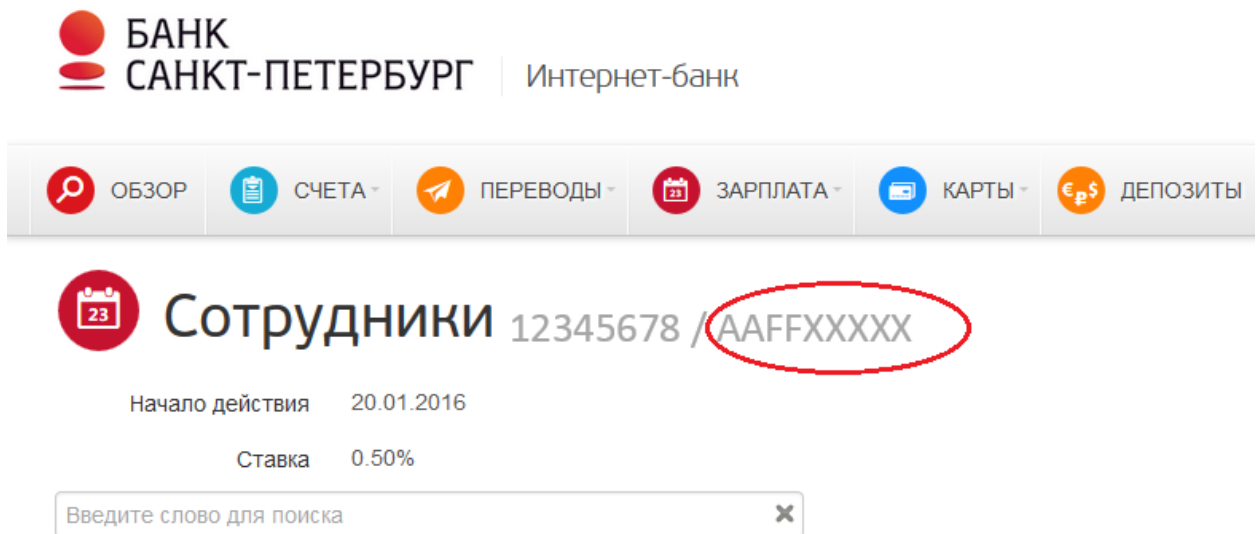 БАНК
САНКТ-ПЕТЕРБУРГ
Интернет-банк
ОБЗОР СЧЕТА ПЕРЕВОДЫ 23 ЗАРПЛАТА КАРТЫ € ₽ $ ДЕПОЗИТЫ
23 Сотрудники 12345678 / AAFFXXXXX
Начало действия 20.01.2016
Ставка 0.50%
Введите слово для поиска